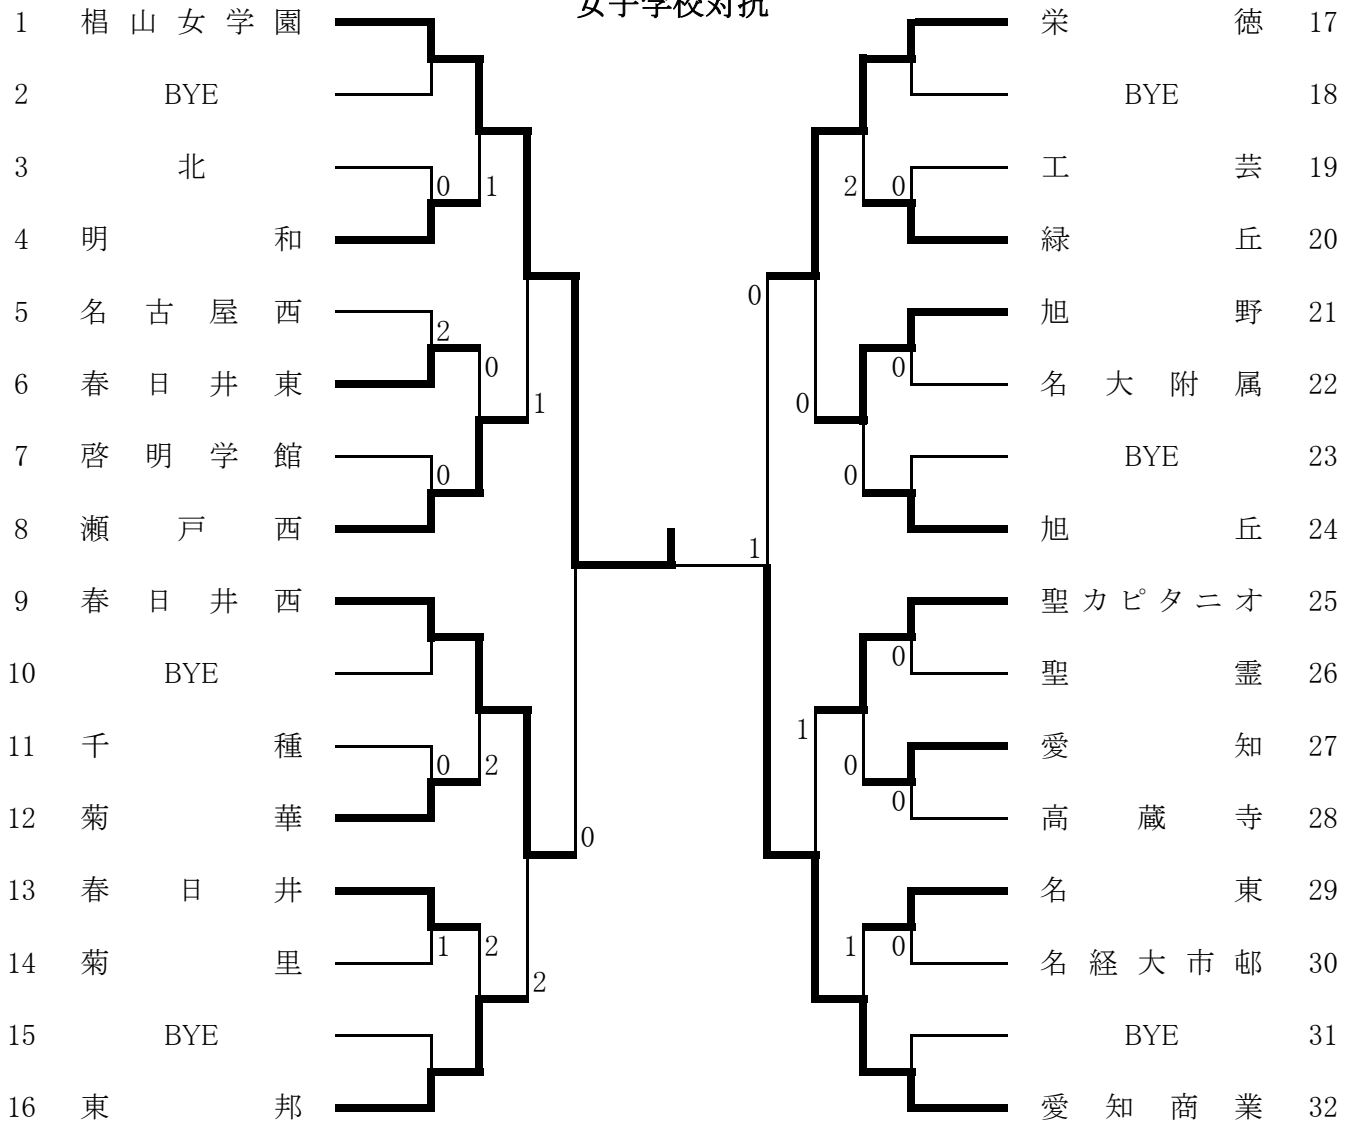 女子学校対抗
1 椙山女学園
栄徳 17
2 BYE
BYE 18
3 北
工芸 19
0 1
2 0
4 明和
緑丘 20
5 名古屋西
旭野 21
0
2
0
0
6 春日井東
名大附属 22
1
0
7 啓明学館
BYE 23
0
0
8 瀬戸西
旭丘 24
1
9 春日井西
聖カピタニオ 25
0
10 BYE
聖霊 26
1
11 千種
愛知 27
0 2
0
0
12 菊華
高蔵寺 28
0
13 春日井
名東 29
1 2
1 0
14 菊里
名経大市邨 30
2
15 BYE
BYE 31
16 東邦
愛知商業 32